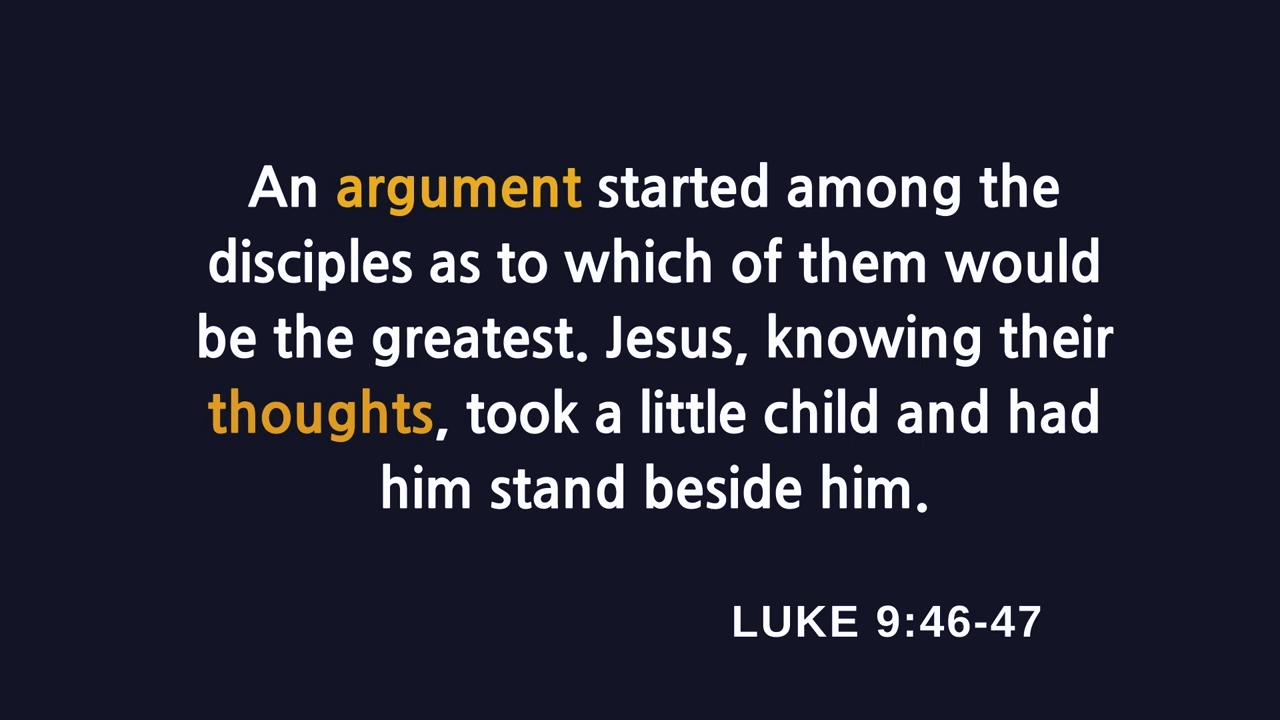 An argument started among the
disciples as to which of them would
be the greatest. Jesus, knowing their
thoughts, took a little child and had
him stand beside him.
LUKE 9:46-47